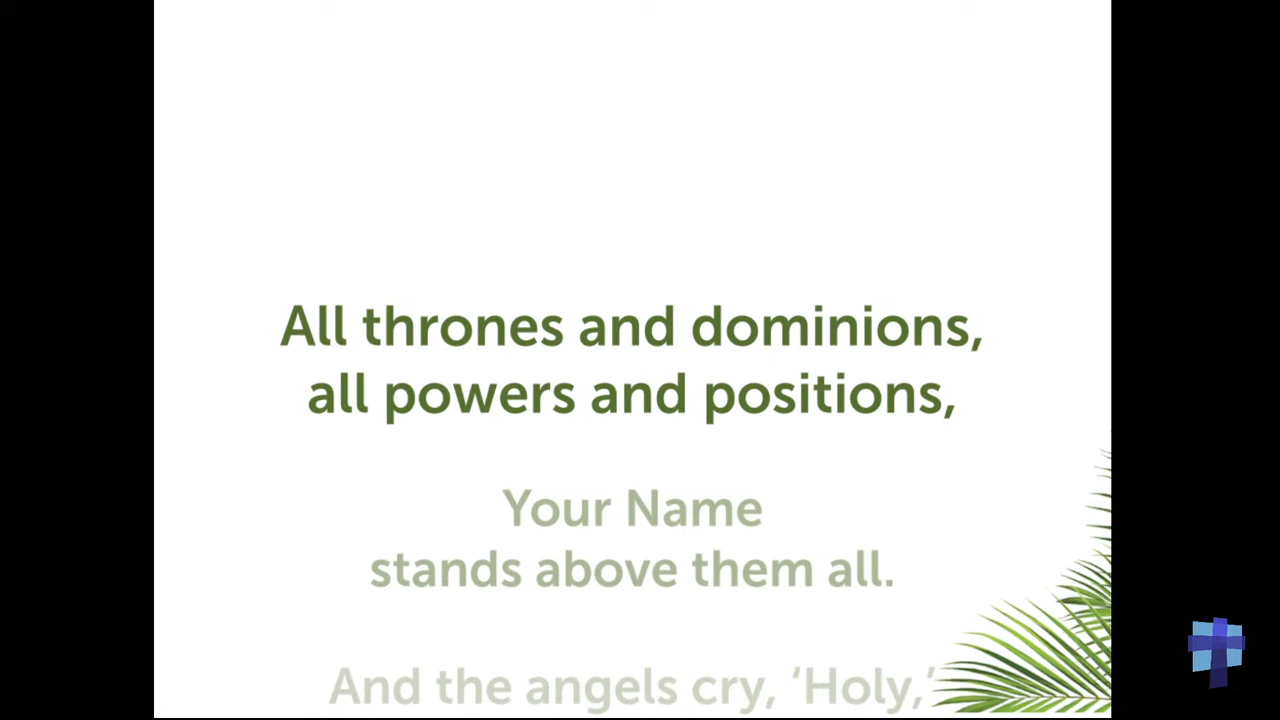 All thrones and dominions,
all powers and positions,
Your Name
stands above them all.
And the angels cry, ‘Holy,’